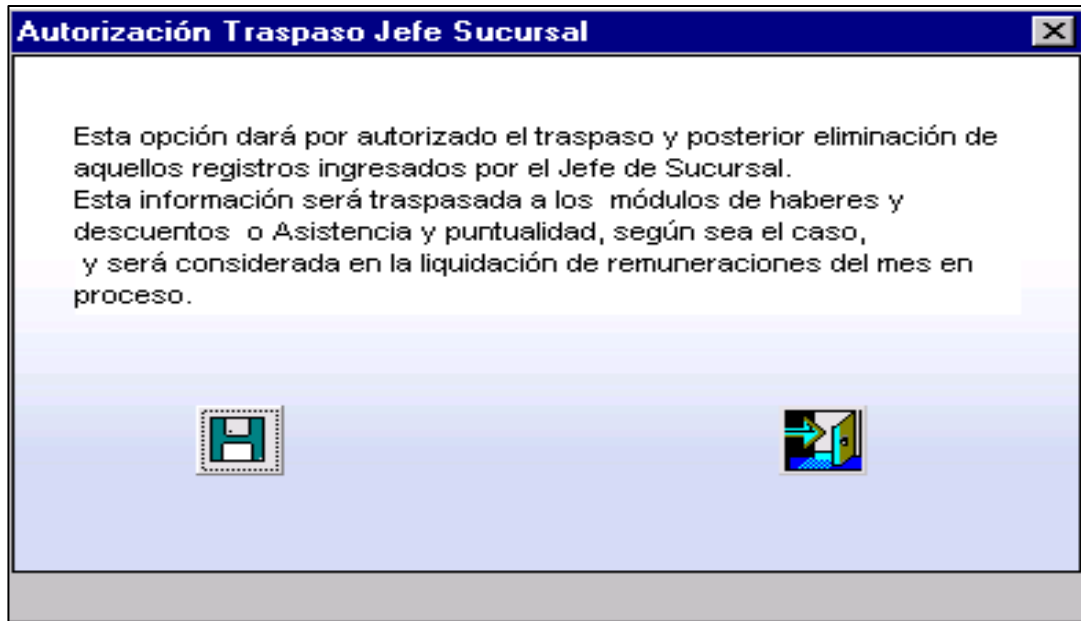 Autorización Traspaso Jefe Sucursal
Esta opción dará por autorizado el traspaso y posterior eliminación de
aquellos registros ingresados por el Jefe de Sucursal.
Esta información será traspasada a los  módulos de haberes y
descuentos  o Asistencia y puntualidad, según sea el caso,
 y será considerada en la liquidación de remuneraciones del mes en
proceso.